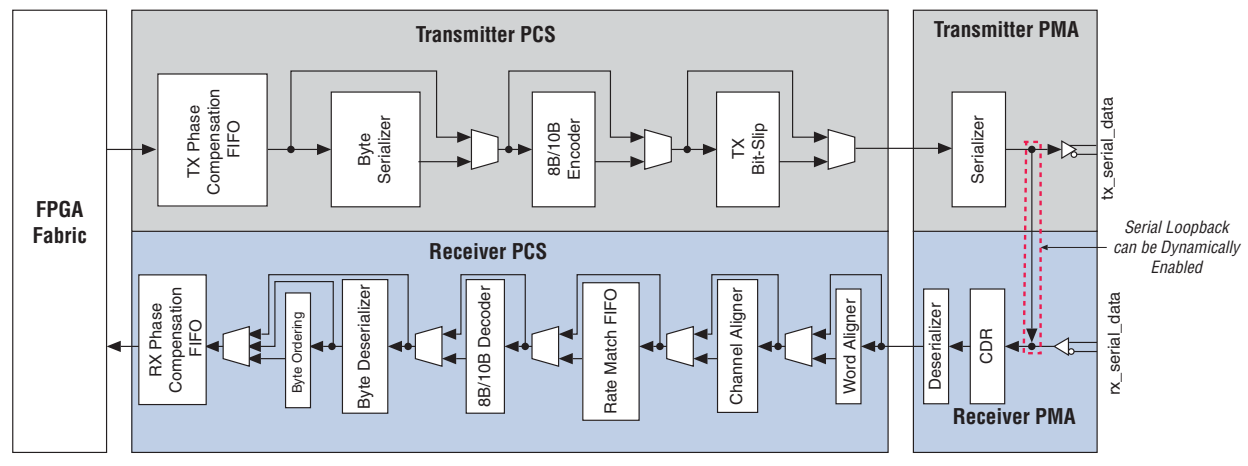 Transmitter PCS
Transmitter PMA
TX Phase
Compensation
FIFO
Byte
Serializer
8B/10B
Encoder
TX
Bit-Slip
Serializer
tx_serial_data
FPGA
Fabric
Serial Loopback
can be Dynamically
Enabled
Receiver PCS
RX Phase
Compensation
FIFO
Byte Ordering
Byte Deserializer
8B/10B Decoder
Rate Match FIFO
Channel Aligner
Word Aligner
Deserializer
CDR
rx_serial_data
Receiver PMA